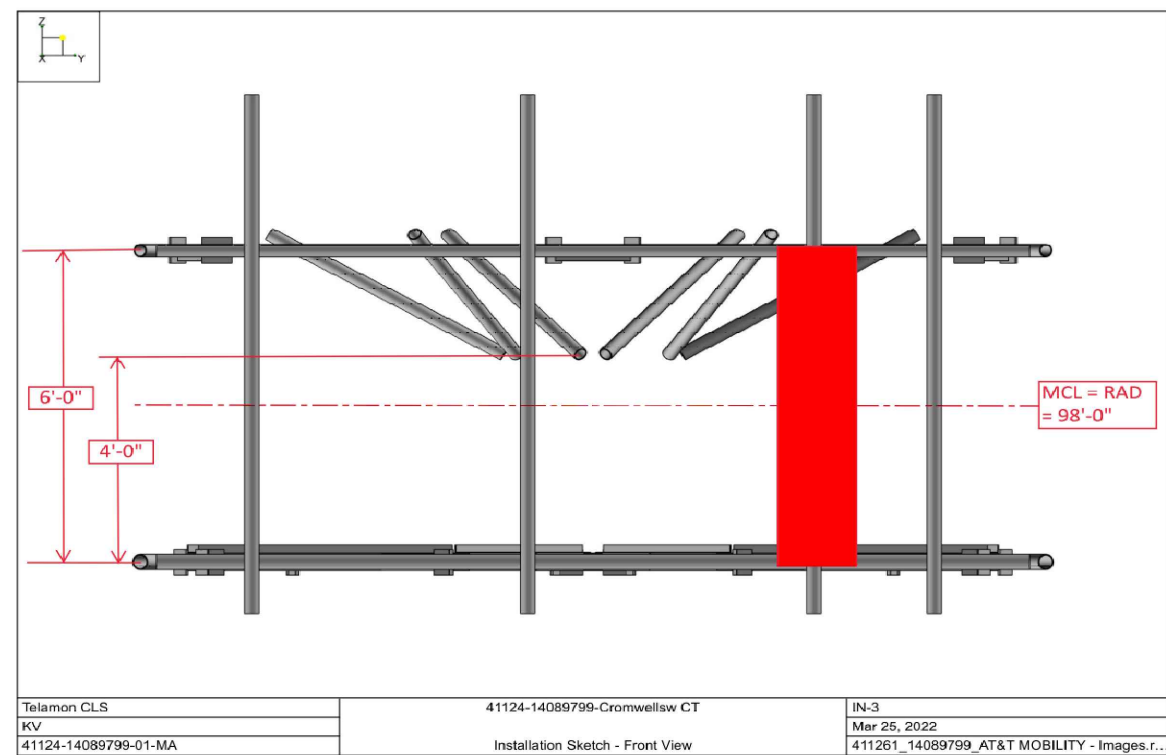 Z
X
Y
6'-0"
4'-0"
MCL = RAD
= 98'-0"
Telamon CLS
41124-14089799-Cromwellsw CT
IN-3
KV
Mar 25, 2022
41124-14089799-01-MA
Installation Sketch - Front View
411261_14089799_AT&T MOBILITY - Images.r...